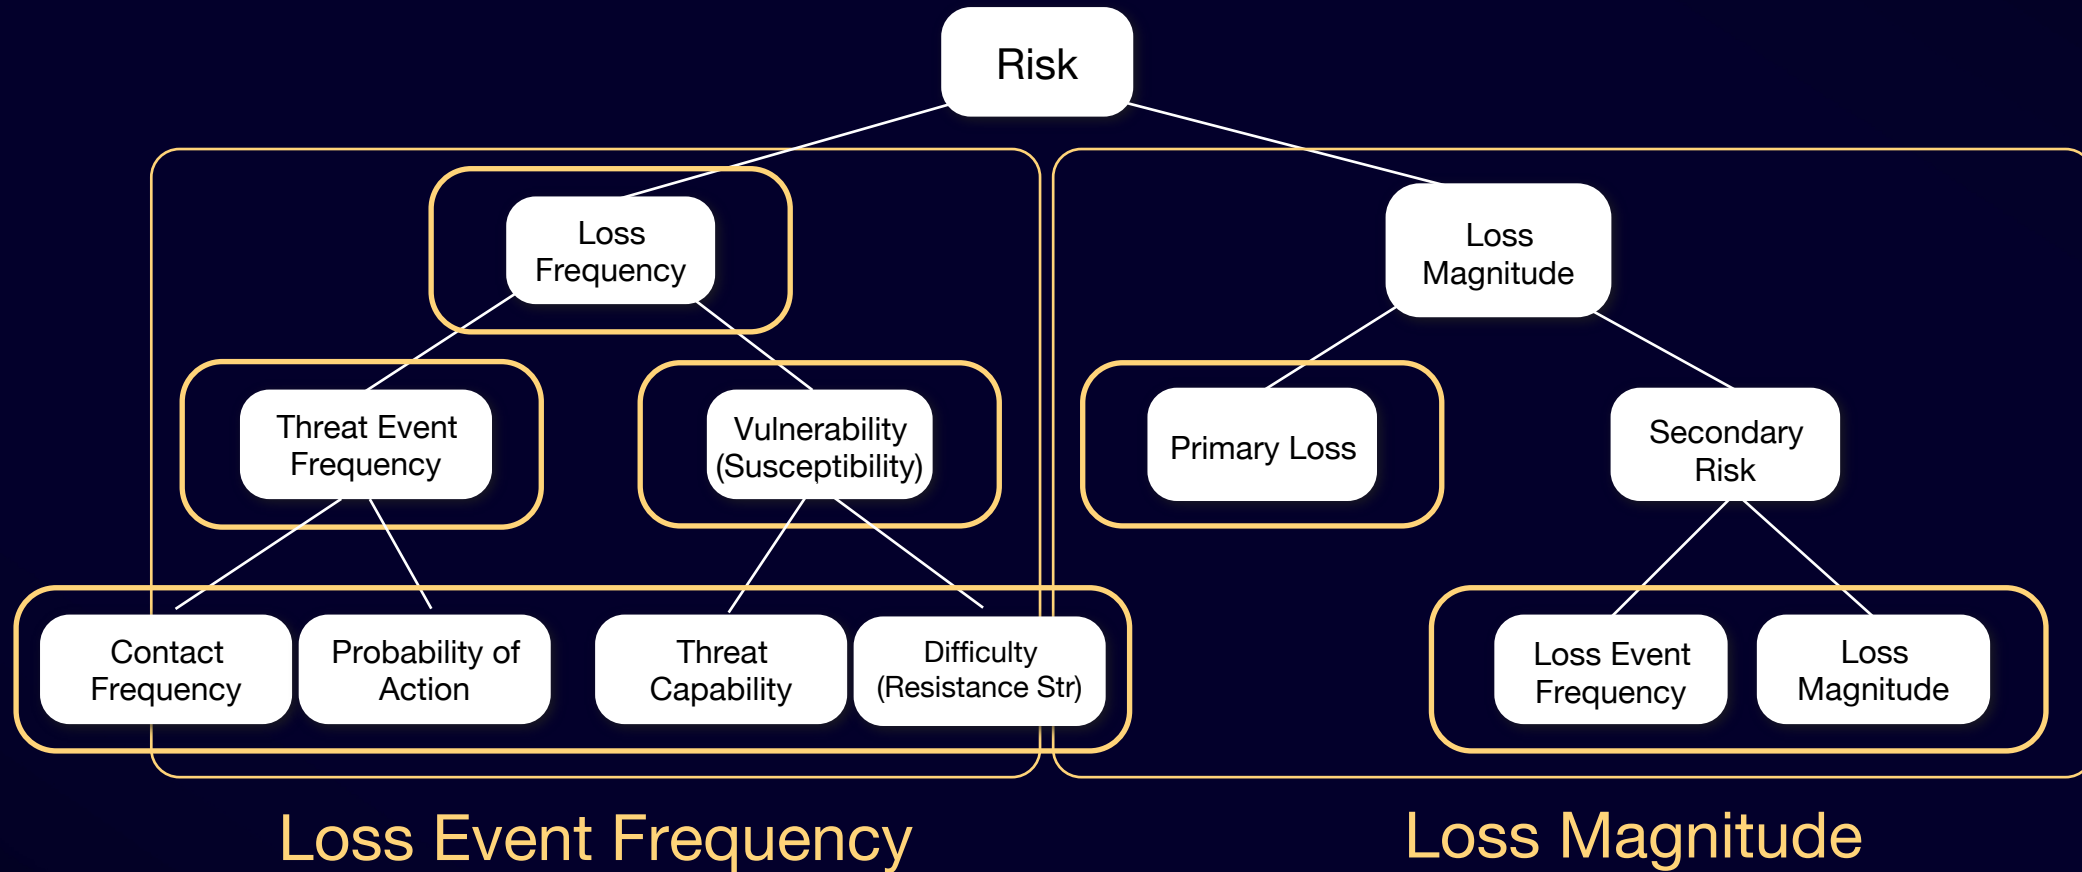 Risk
Loss
Frequency
Loss
Magnitude
Threat Event
Frequency
Vulnerability
(Susceptibility)
Primary Loss
Secondary
Risk
Contact
Frequency
Probability of
Action
Threat
Capability
Difficulty
(Resistance Str)
Loss Event
Frequency
Loss
Magnitude
Loss Event Frequency
Loss Magnitude